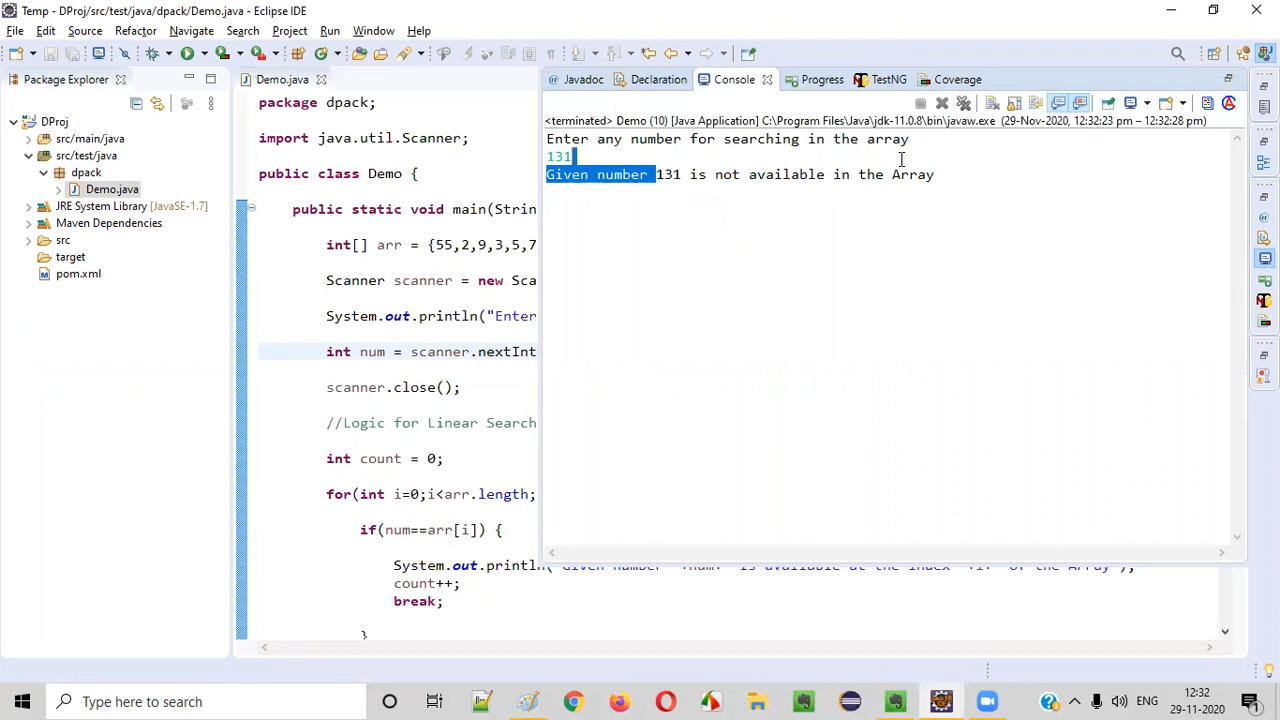 Temp - DProj/src/test/java/dpack/Demo.java - Eclipse IDE
File Edit Source Refactor Navigate Search Project Run Window Help
Package Explorer
Demo.java
Javadoc Declaration Console Progress TestNG Coverage
<terminated> Demo (10) [Java Application] C:\Program Files\Java\jdk-11.0.8\bin\javaw.exe (29-Nov-2020, 12:32:23 pm – 12:32:28 pm)
Enter any number for searching in the array
131
Given number 131 is not available in the Array
DProj
src/main/java
src/test/java
dpack
Demo.java
JRE System Library [JavaSE-1.7]
Maven Dependencies
src
target
pom.xml
package dpack;
import java.util.Scanner;
public class Demo {
public static void main(Strin
int[] arr = {55,2,9,3,5,7
Scanner scanner = new Sca
System.out.println("Enter
int num = scanner.nextInt
scanner.close();
//Logic for Linear Search
int count = 0;
for(int i=0;i<arr.length;
if(num==arr[i]) {
System.out.println("Given number "+num+" is available at the index "+i+" of the Array");
count++;
break;
}
Type here to search
ENG
12:32
29-11-2020